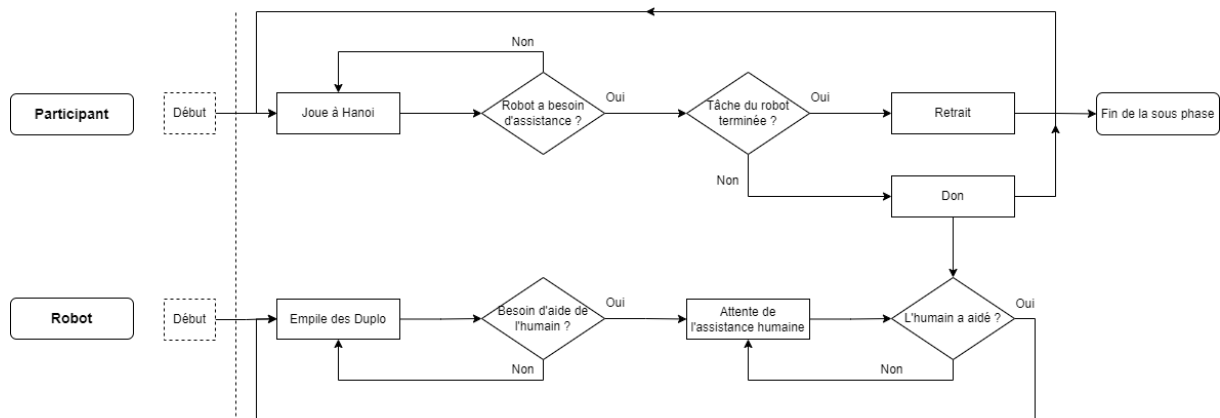 Non
Participant
Début
Joue à Hanoi
Robot a besoin
d'assistance ?
Oui
Tâche du robot
terminée ?
Oui
Retrait
Fin de la sous phase
Non
Don
Robot
Début
Empile des Duplo
Besoin d'aide de
l'humain ?
Oui
Attente de
l'assistance humaine
L'humain a aidé ?
Oui
Non
Non